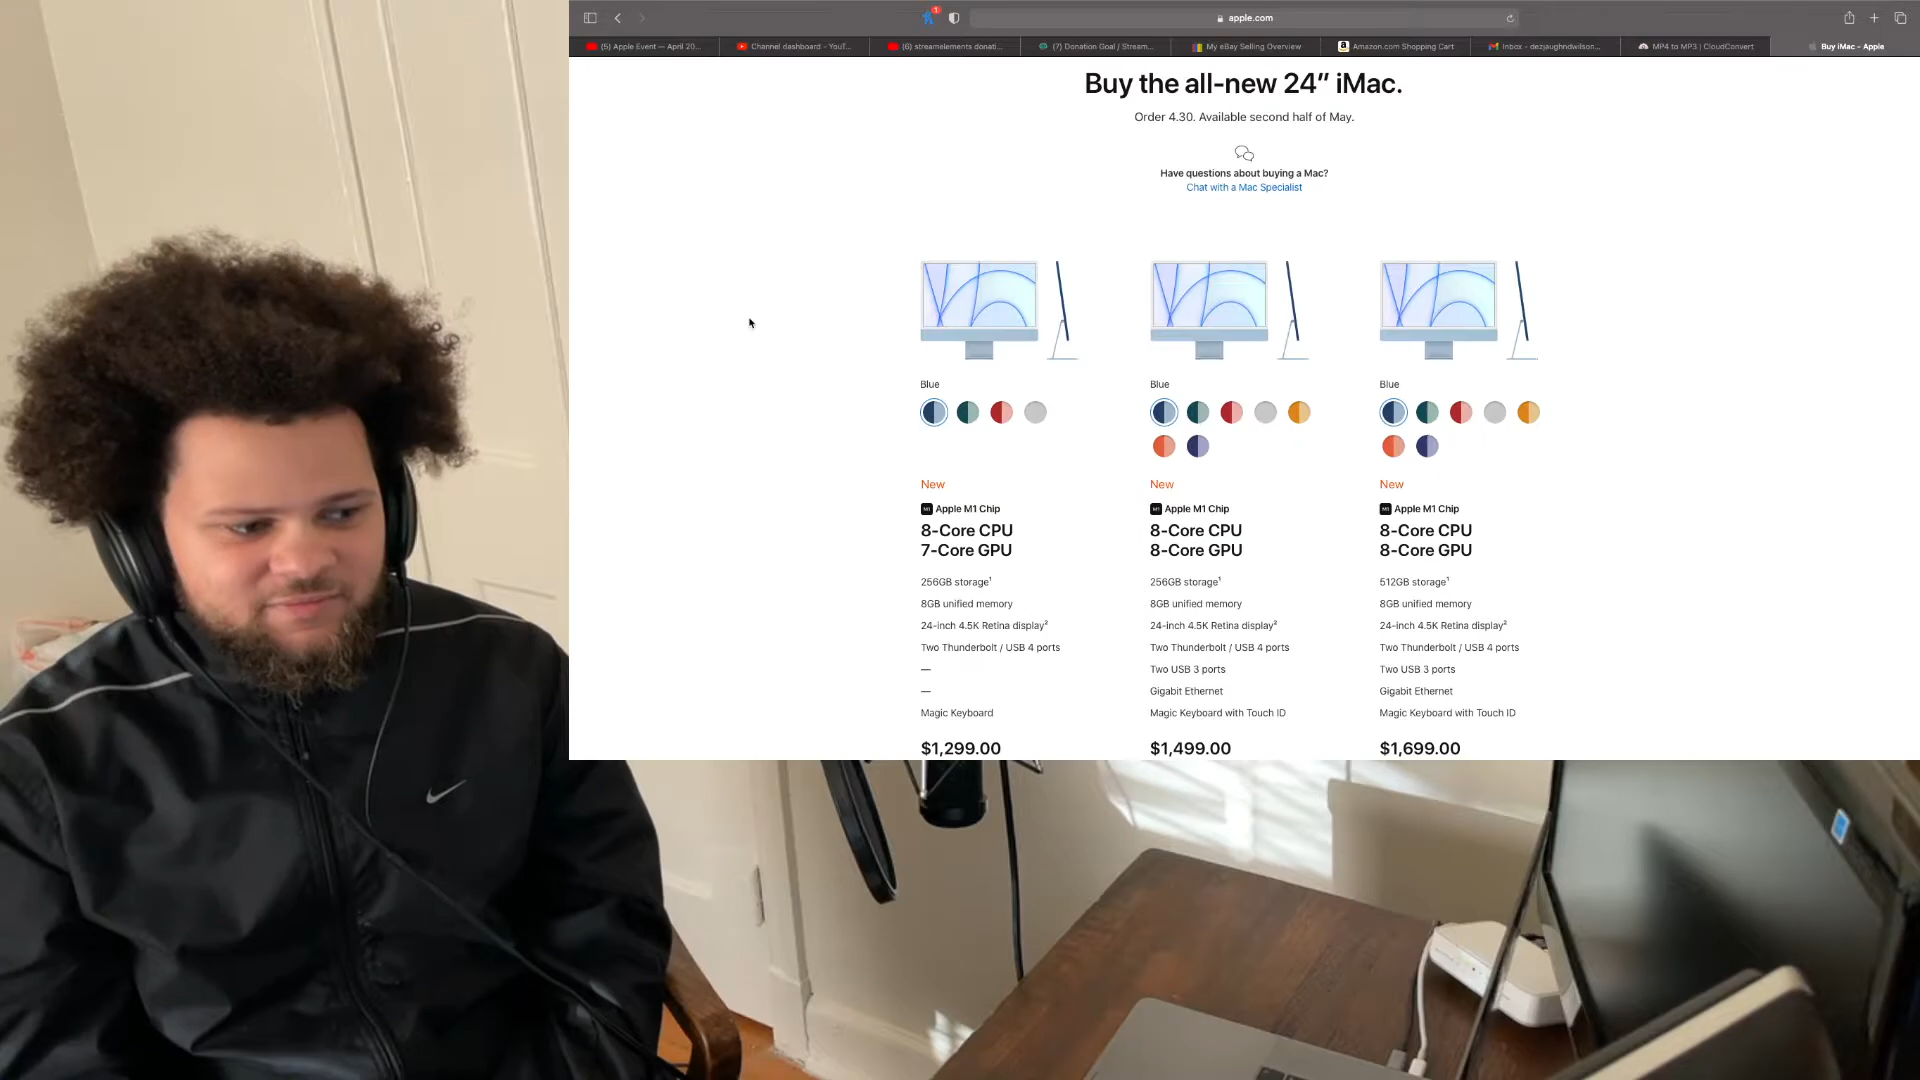 apple.com
(5) Apple Event — April 20...
Channel dashboard - YouT...
(6) streamelements donati...
(7) Donation Goal / Stream...
My eBay Selling Overview
Amazon.com Shopping Cart
Inbox - dezjaughndwilson...
MP4 to MP3 | CloudConvert
Buy iMac - Apple
Buy the all-new 24″ iMac.
Order 4.30. Available second half of May.
Have questions about buying a Mac?
Chat with a Mac Specialist
Blue
New
Apple M1 Chip
8-Core CPU
7-Core GPU
256GB storage¹
8GB unified memory
24-inch 4.5K Retina display²
Two Thunderbolt / USB 4 ports
—
—
Magic Keyboard
$1,299.00
Blue
New
Apple M1 Chip
8-Core CPU
8-Core GPU
256GB storage¹
8GB unified memory
24-inch 4.5K Retina display²
Two Thunderbolt / USB 4 ports
Two USB 3 ports
Gigabit Ethernet
Magic Keyboard with Touch ID
$1,499.00
Blue
New
Apple M1 Chip
8-Core CPU
8-Core GPU
512GB storage¹
8GB unified memory
24-inch 4.5K Retina display²
Two Thunderbolt / USB 4 ports
Two USB 3 ports
Gigabit Ethernet
Magic Keyboard with Touch ID
$1,699.00